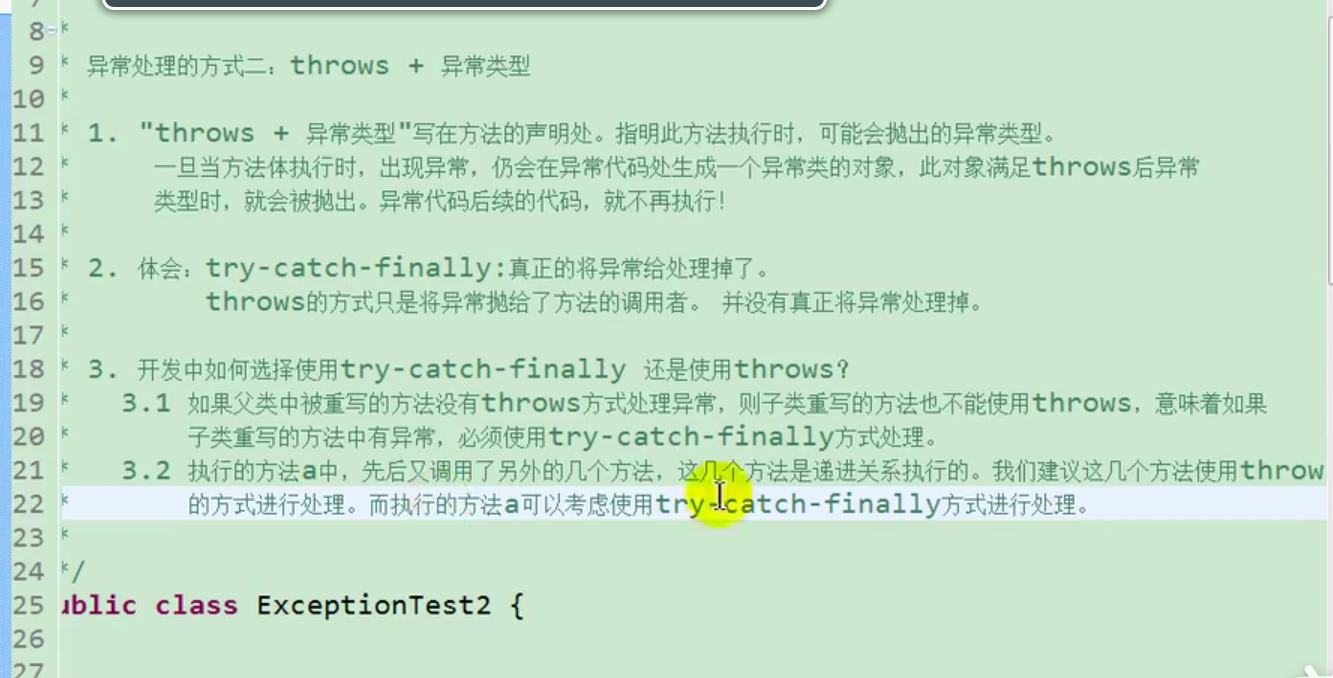 8 *
9 * 异常处理的方式二：throws + 异常类型
10 *
11 * 1. "throws + 异常类型"写在方法的声明处。指明此方法执行时，可能会抛出的异常类型。
12 * 一旦当方法体执行时，出现异常，仍会在异常代码处生成一个异常类的对象，此对象满足throws后异常
13 * 类型时，就会被抛出。异常代码后续的代码，就不再执行！
14 *
15 * 2. 体会：try-catch-finally:真正的将异常给处理掉了。
16 * throws的方式只是将异常抛给了方法的调用者。 并没有真正将异常处理掉。
17 *
18 * 3. 开发中如何选择使用try-catch-finally 还是使用throws？
19 * 3.1 如果父类中被重写的方法没有throws方式处理异常，则子类重写的方法也不能使用throws，意味着如果
20 * 子类重写的方法中有异常，必须使用try-catch-finally方式处理。
21 * 3.2 执行的方法a中，先后又调用了另外的几个方法，这几个方法是递进关系执行的。我们建议这几个方法使用throw
22 * 的方式进行处理。而执行的方法a可以考虑使用try-catch-finally方式进行处理。
23 *
24 */
25 ublic class ExceptionTest2 {
26
27